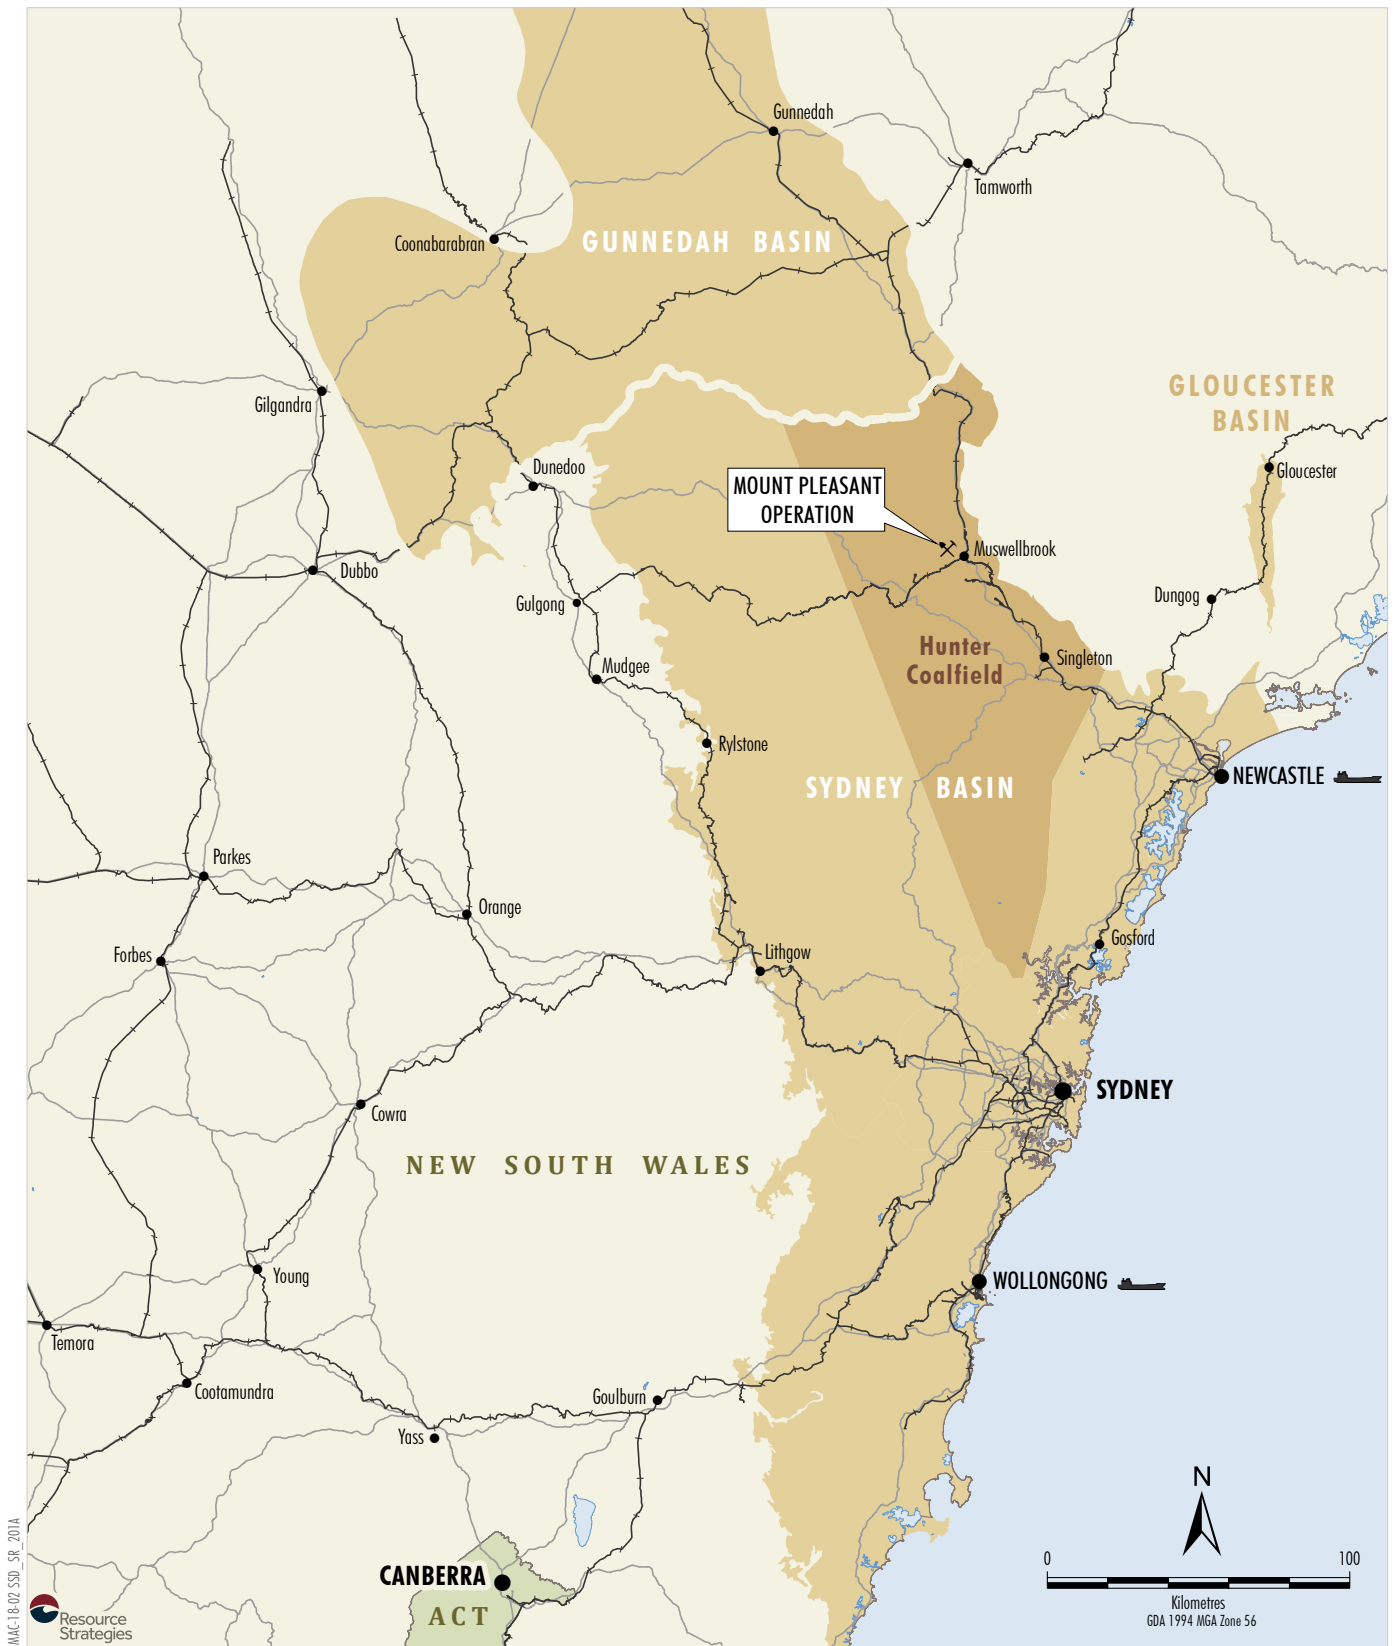 Gunnedah
Tamworth
Coonabarabran
GUNNEDAH BASIN
GLOUCESTER
BASIN
Gilgandra
Gloucester
Dunedoo
MOUNT PLEASANT
OPERATION
Muswellbrook
Dubbo
Dungog
Gulgong
Hunter
Coalfield
Singleton
Mudgee
Rylstone
NEWCASTLE
SYDNEY BASIN
Parkes
Orange
Gosford
Forbes
Lithgow
SYDNEY
Cowra
NEW SOUTH WALES
Young
WOLLONGONG
Temora
Cootamundra
Goulburn
Yass
N
CANBERRA
ACT
0 100
Kilometres
GDA 1994 MGA Zone 56
MAC-18-02 SSD_SR_201A
Resource
Strategies